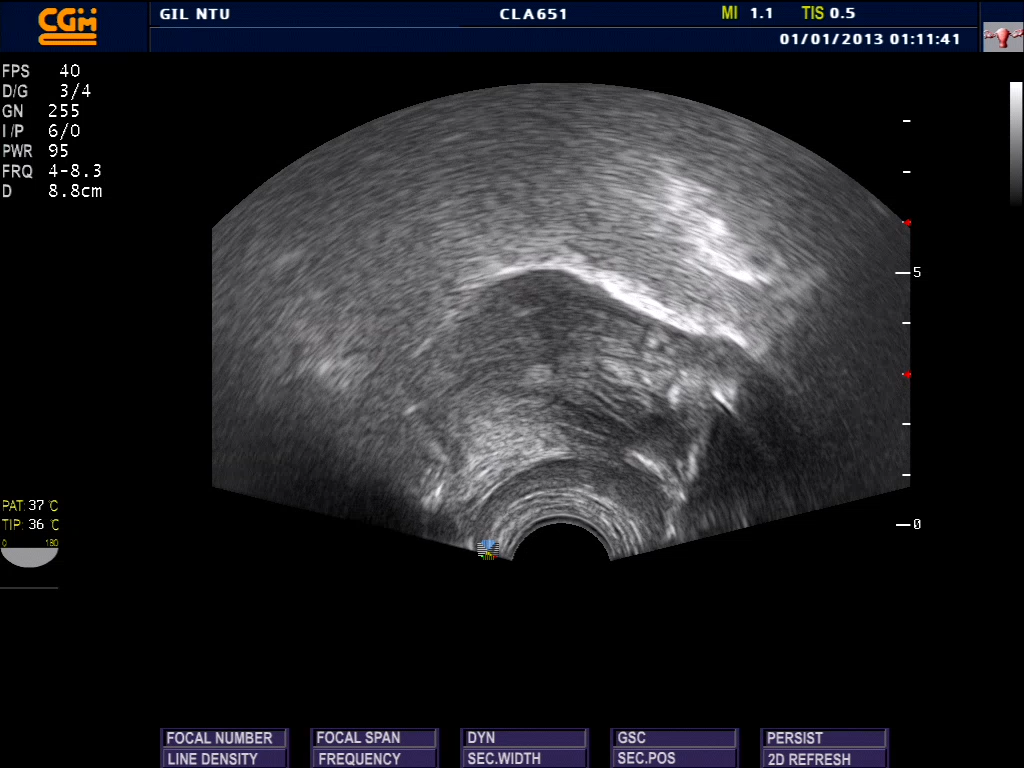 CGM
GIL NTU CLA651 MI 1.1 TIS 0.5
01/01/2013 01:11:41
FPS 40
D/G 3/4
GN 255
I/P 6/0
PWR 95
FRQ 4-8.3
D 8.8cm
5
PAT: 37 °C
TIP: 36 °C
0 180
0
FOCAL NUMBER FOCAL SPAN DYN GSC PERSIST
LINE DENSITY FREQUENCY SEC.WIDTH SEC.POS 2D REFRESH